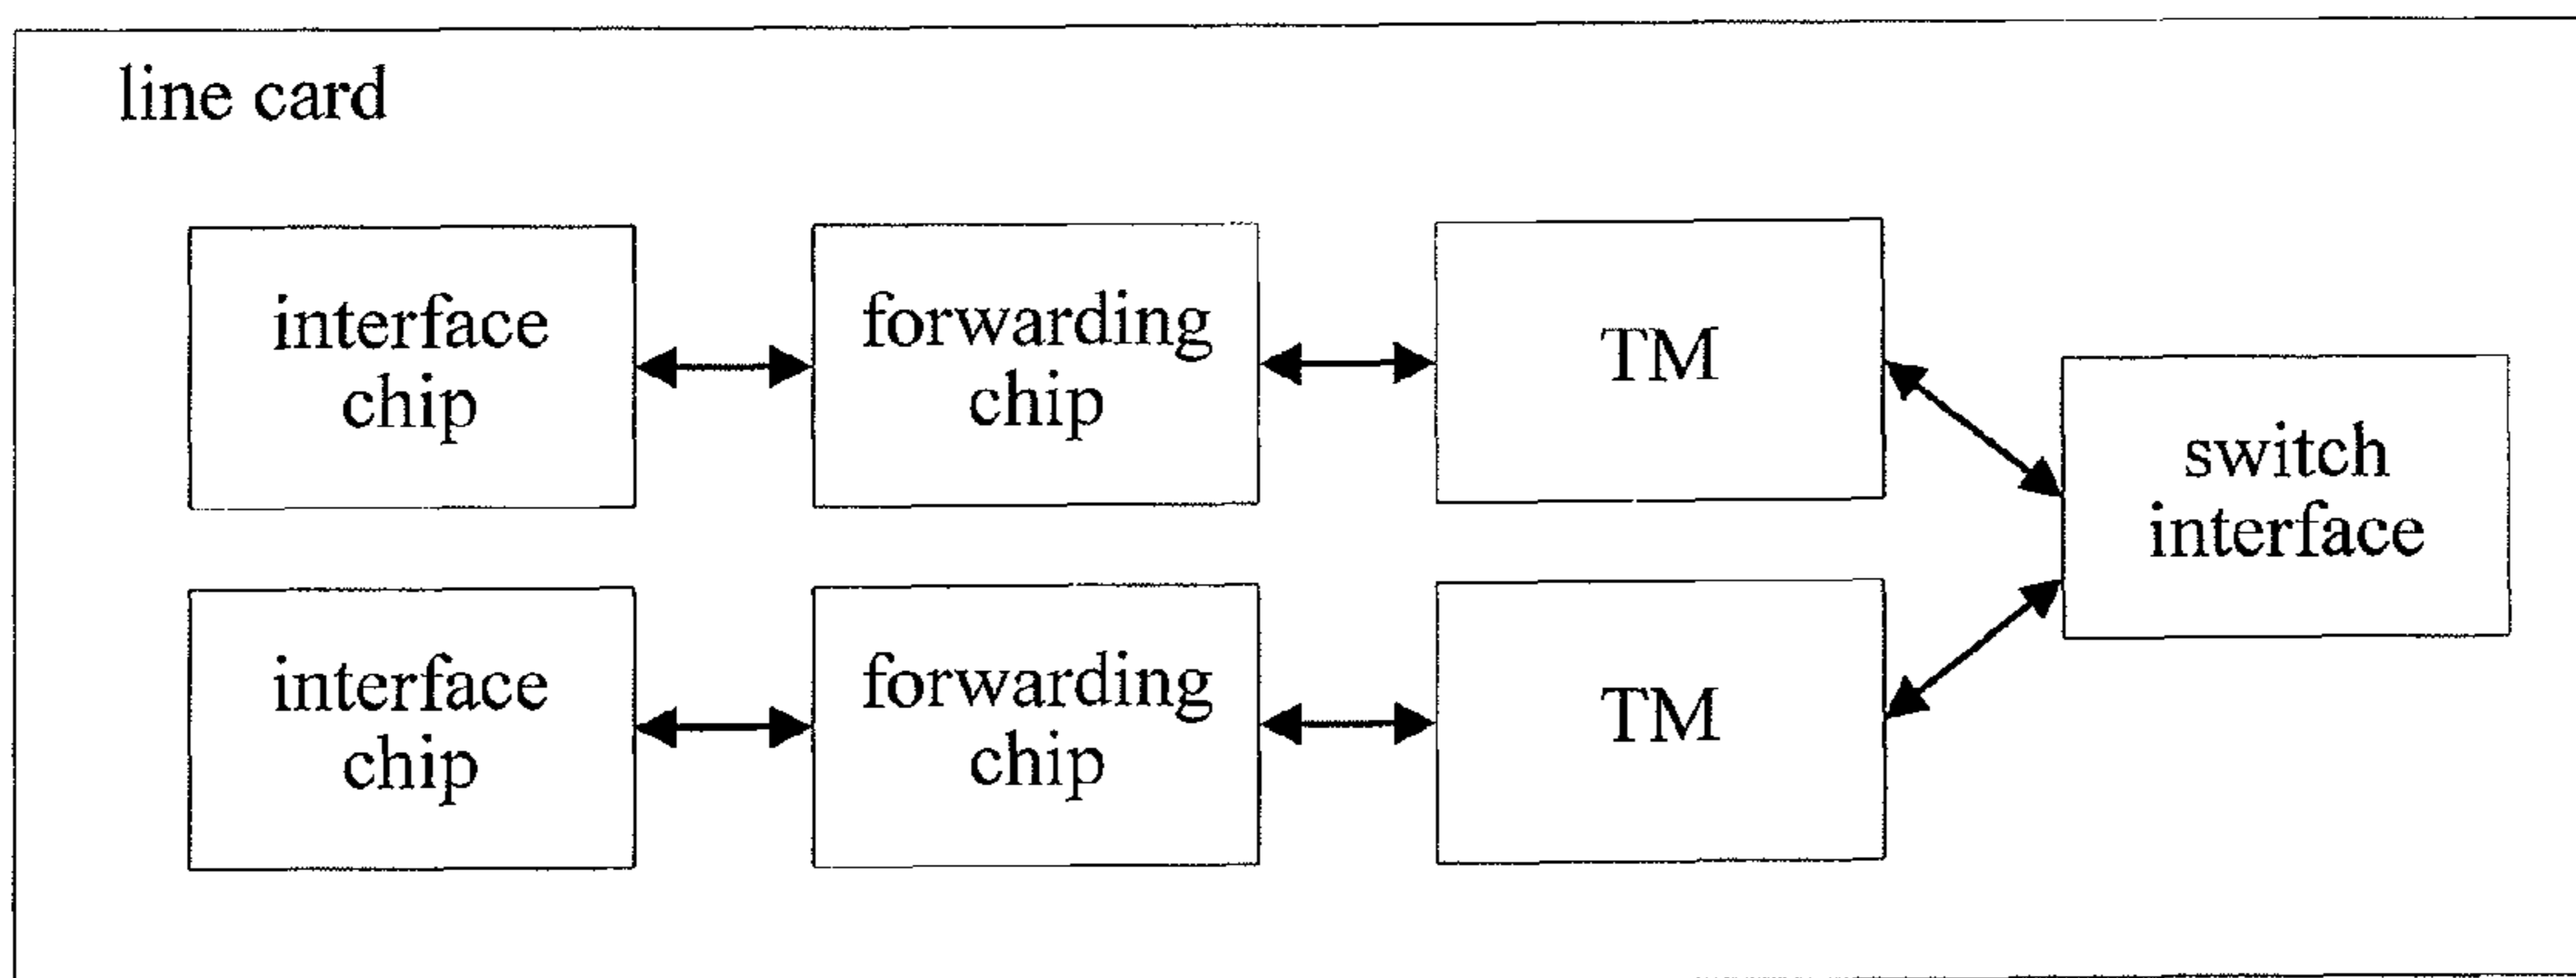 line card
interface
chip
forwarding
chip
TM
switch
interface
interface
chip
forwarding
chip
TM